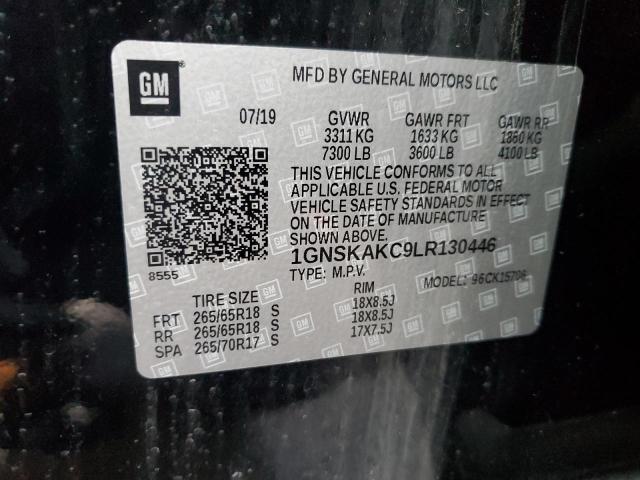 GM
MFD BY GENERAL MOTORS LLC
07/19 GVWR GAWR FRT GAWR RR
3311 KG 1633 KG 1860 KG
7300 LB 3600 LB 4100 LB
THIS VEHICLE CONFORMS TO ALL
APPLICABLE U.S. FEDERAL MOTOR
VEHICLE SAFETY STANDARDS IN EFFECT
ON THE DATE OF MANUFACTURE
SHOWN ABOVE.
1GNSKAKC9LR130446
8555
TYPE: M.P.V. MODEL: 96CK15706
TIRE SIZE RIM
FRT 265/65R18 S 18X8.5J
RR 265/65R18 S 18X8.5J
SPA 265/70R17 S 17X7.5J